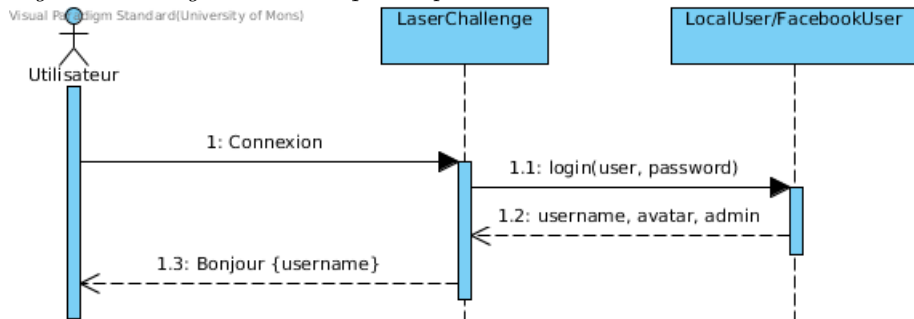 Visual Paradigm Standard(University of Mons)
LaserChallenge
LocalUser/FacebookUser
Utilisateur
1: Connexion
1.1: login(user, password)
1.2: username, avatar, admin
1.3: Bonjour {username}